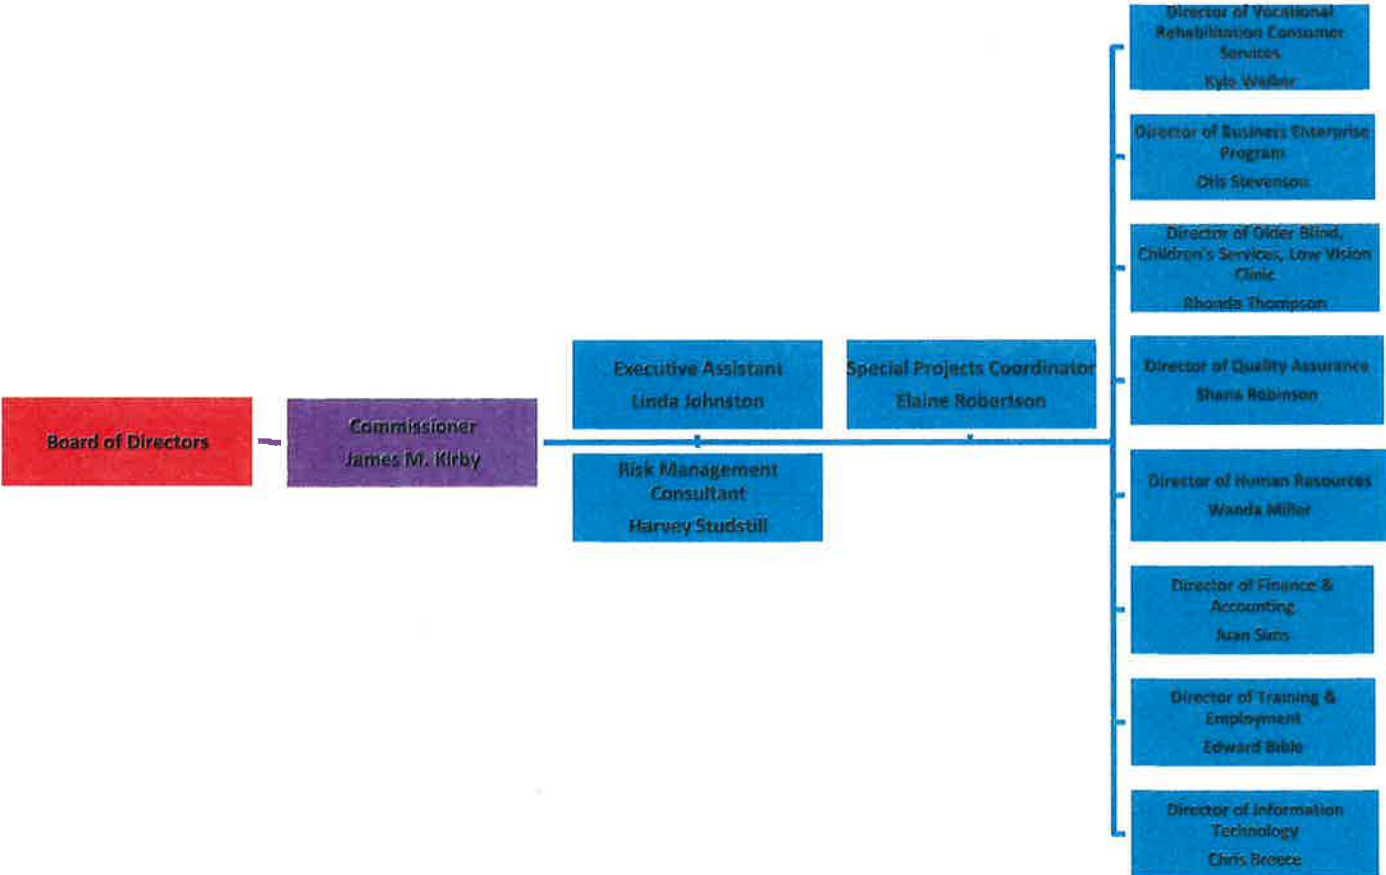 Board of Directors
Commissioner
James M. Kirby
Executive Assistant
Linda Johnston
Special Projects Coordinator
Elaine Robertson
Risk Management
Consultant
Harvey Studstill
Director of Vocational
Rehabilitation Consumer
Services
Kyle Walker
Director of Business Enterprise
Program
Otis Stevenson
Director of Older Blind,
Children's Services, Low Vision
Clinic
Rhonda Thompson
Director of Quality Assurance
Shana Robinson
Director of Human Resources
Wanda Miller
Director of Finance &
Accounting
Juan Sims
Director of Training &
Employment
Edward Bible
Director of Information
Technology
Chris Breece